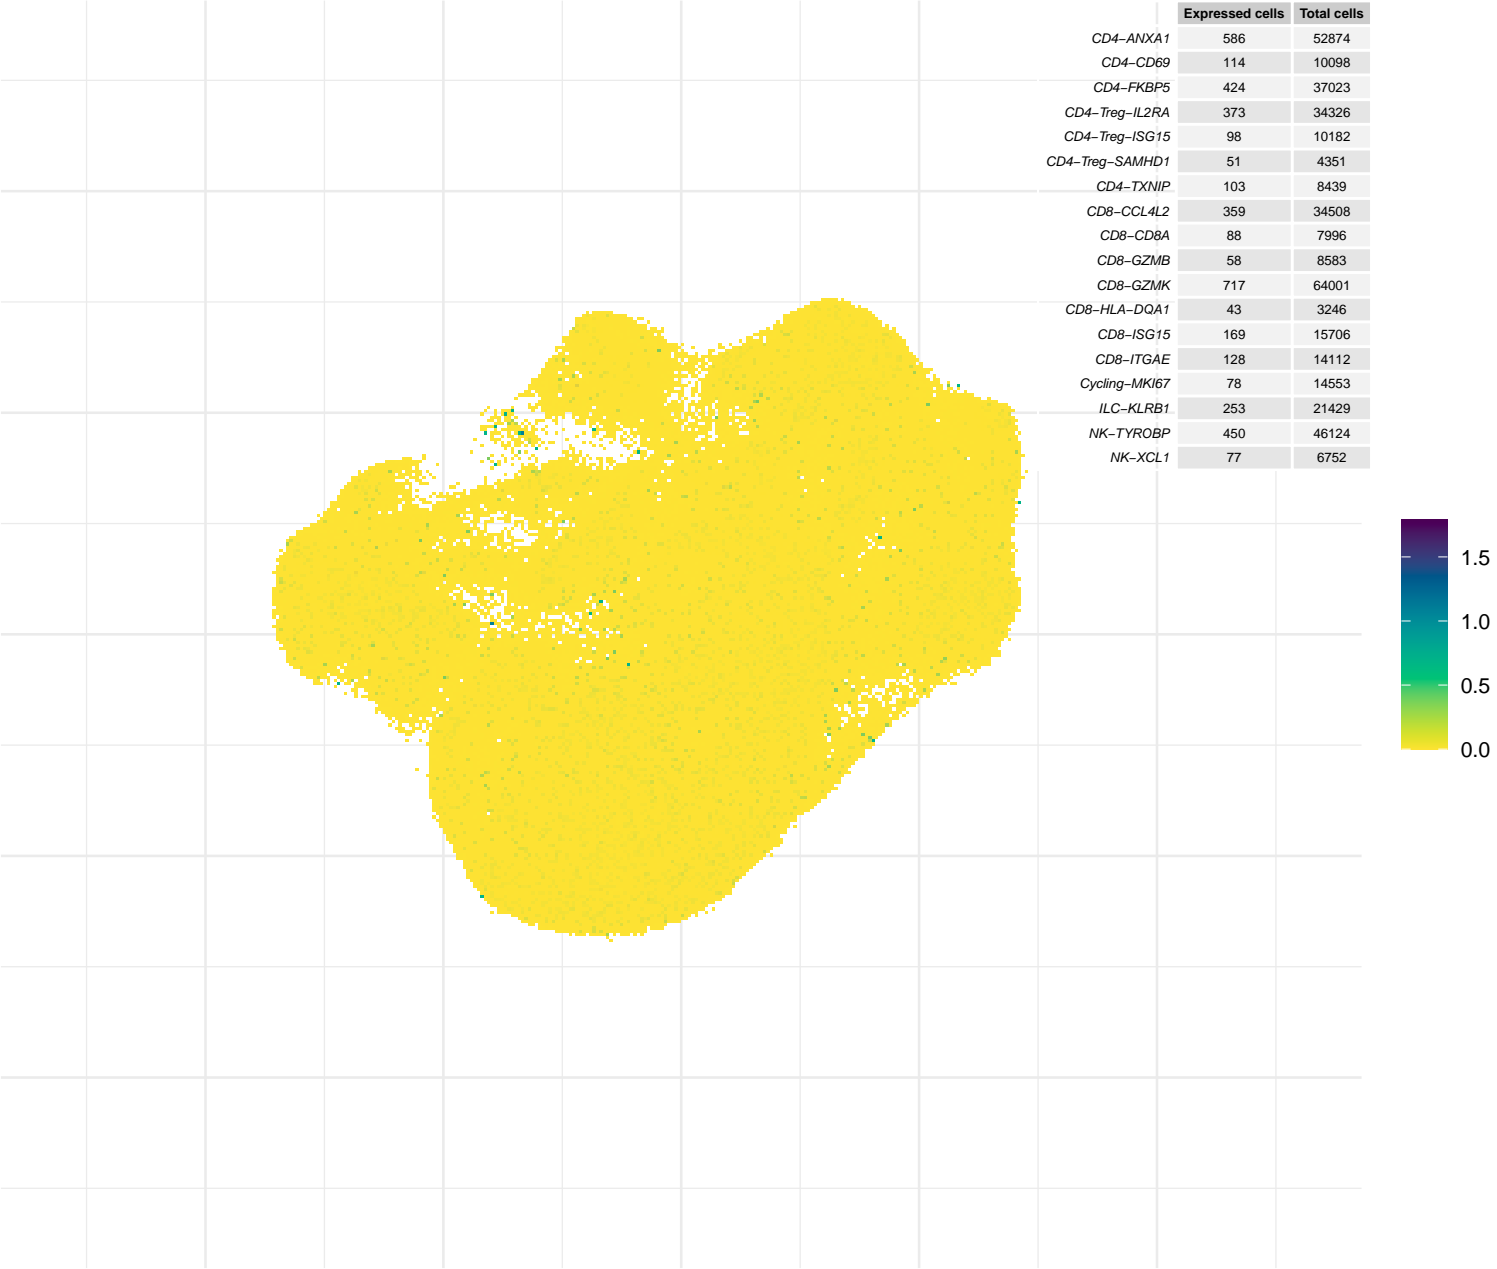 Expressed cells Total cells
CD4−ANXA1 586 52874
CD4−CD69 114 10098
CD4−FKBP5 424 37023
CD4−Treg−IL2RA 373 34326
CD4−Treg−ISG15 98 10182
CD4−Treg−SAMHD1 51 4351
CD4−TXNIP 103 8439
CD8−CCL4L2 359 34508
CD8−CD8A 88 7996
CD8−GZMB 58 8583
CD8−GZMK 717 64001
CD8−HLA−DQA1 43 3246
CD8−ISG15 169 15706
CD8−ITGAE 128 14112
Cycling−MKI67 78 14553
ILC−KLRB1 253 21429
NK−TYROBP 450 46124
NK−XCL1 77 6752
1.5
1.0
0.5
0.0